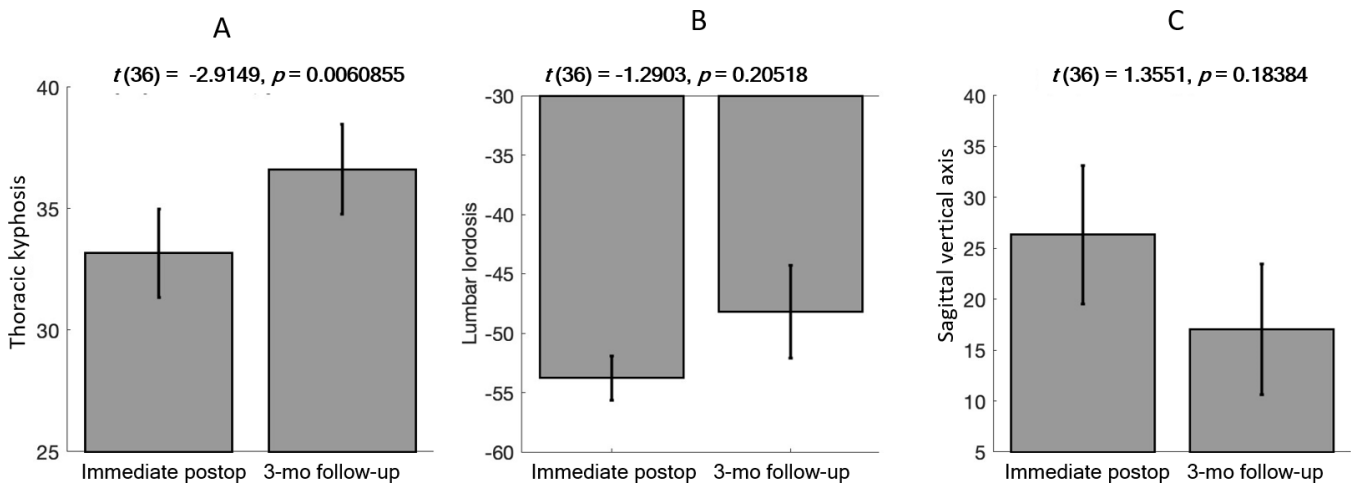 A
t(36) = -2.9149, p = 0.0060855
Thoracic kyphosis
40
35
30
25
Immediate postop
3-mo follow-up
B
t(36) = -1.2903, p = 0.20518
Lumbar lordosis
-30
-35
-40
-45
-50
-55
-60
Immediate postop
3-mo follow-up
C
t(36) = 1.3551, p = 0.18384
Sagittal vertical axis
40
35
30
25
20
15
10
5
Immediate postop
3-mo follow-up